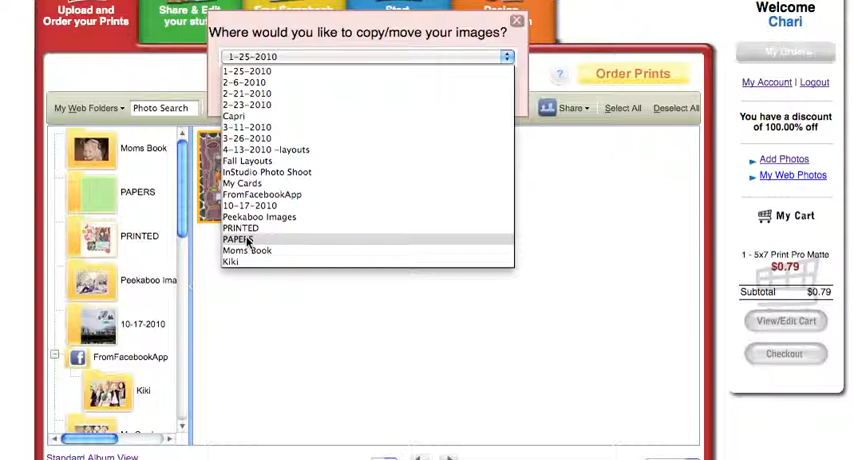 Upload and
Order your Prints
Share & Edit
your stu
Start
Design
Where would you like to copy/move your images?
1-25-2010
1-25-2010
2-6-2010
2-21-2010
2-23-2010
Capri
3-11-2010
3-26-2010
4-13-2010 -layouts
Fall Layouts
InStudio Photo Shoot
My Cards
FromFacebookApp
10-17-2010
Peekaboo Images
PRINTED
PAPERS
Moms Book
Kiki
? Order Prints
My Web Folders Photo Search
Share Select All Deselect All
Moms Book
PAPERS
PRINTED
Peekaboo Ima
10-17-2010
FromFacebookApp
Kiki
Standard Album View
Welcome
Chari
My Orders
My Account | Logout
You have a discount
of 100.00% off
Add Photos
My Web Photos
My Cart
1 - 5x7 Print Pro Matte
$0.79
Subtotal $0.79
View/Edit Cart
Checkout